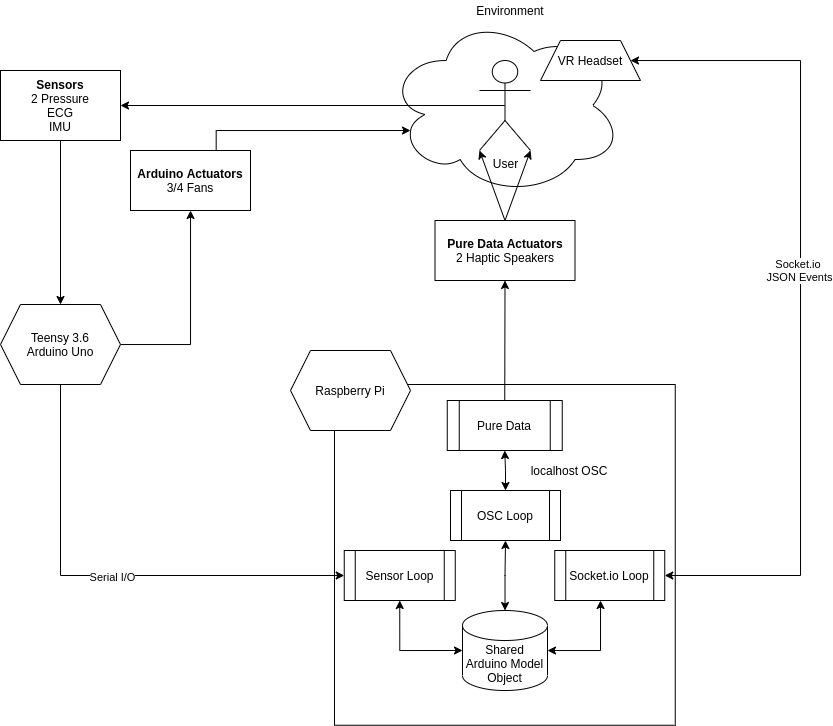 Environment
VR Headset
Sensors
2 Pressure
ECG
IMU
User
Arduino Actuators
3/4 Fans
Pure Data Actuators
2 Haptic Speakers
Socket.io
JSON Events
Teensy 3.6
Arduino Uno
Raspberry Pi
Pure Data
localhost OSC
OSC Loop
Serial I/O
Sensor Loop
Socket.io Loop
Shared
Arduino Model
Object